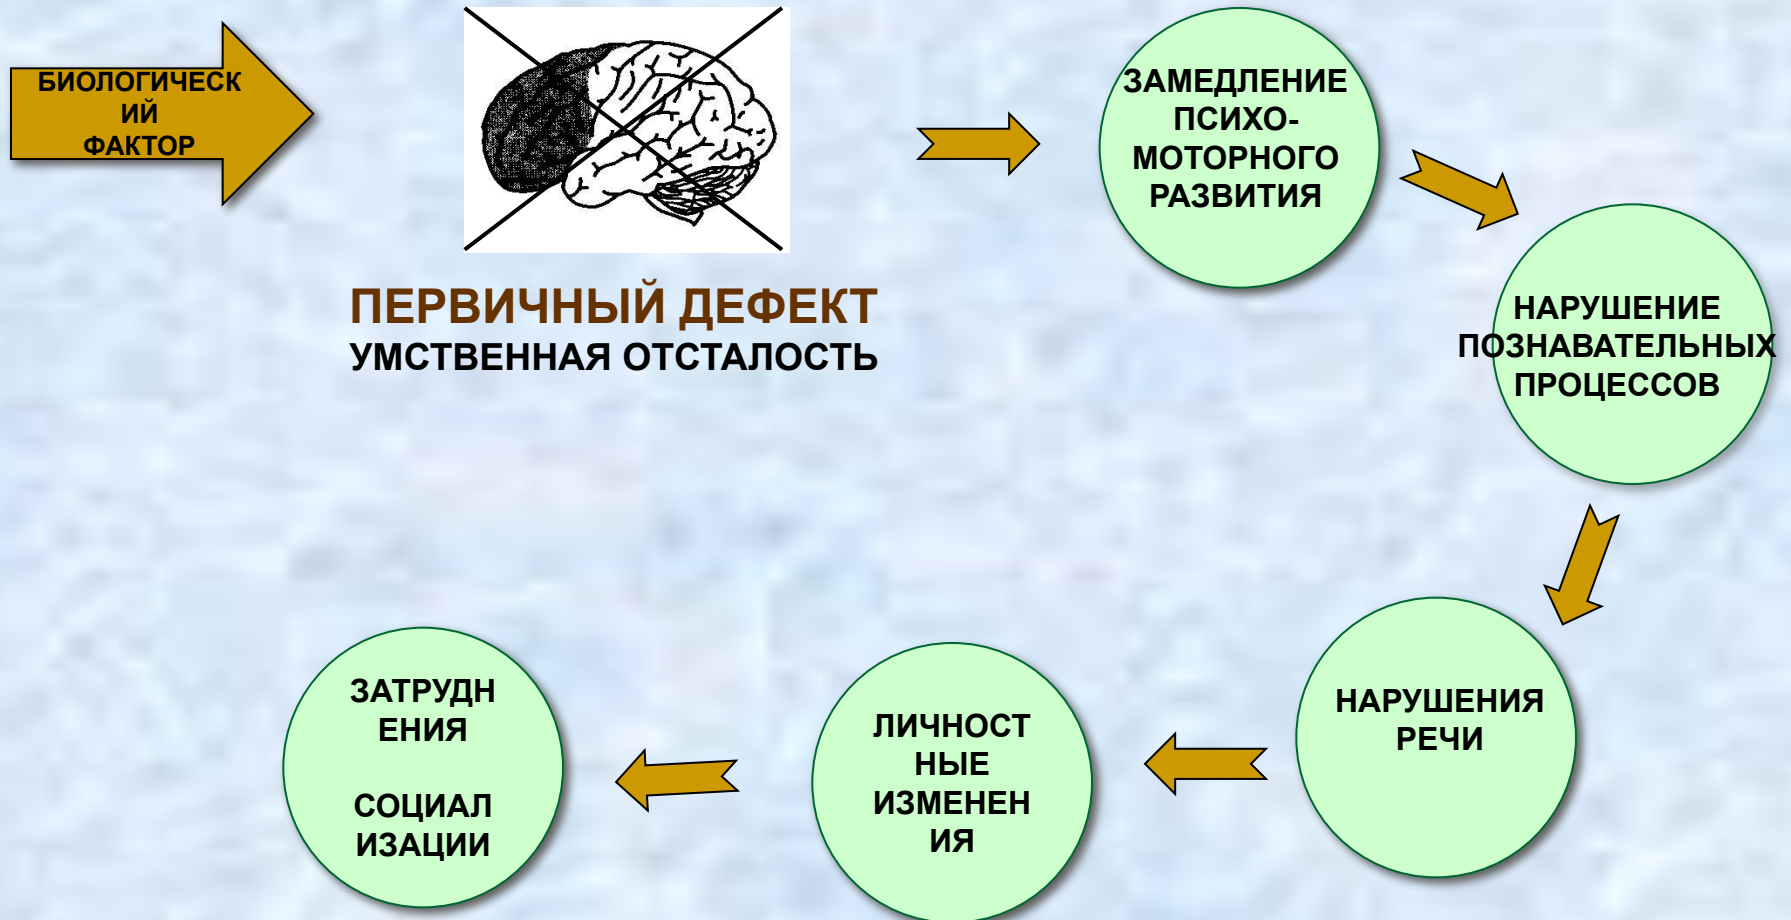 БИОЛОГИЧЕСК
ИЙ
ФАКТОР
ПЕРВИЧНЫЙ ДЕФЕКТ
УМСТВЕННАЯ ОТСТАЛОСТЬ
ЗАМЕДЛЕНИЕ
ПСИХО-
МОТОРНОГО
РАЗВИТИЯ
НАРУШЕНИЕ
ПОЗНАВАТЕЛЬНЫХ
ПРОЦЕССОВ
НАРУШЕНИЯ
РЕЧИ
ЛИЧНОСТ
НЫЕ
ИЗМЕНЕН
ИЯ
ЗАТРУДН
ЕНИЯ
СОЦИАЛ
ИЗАЦИИ